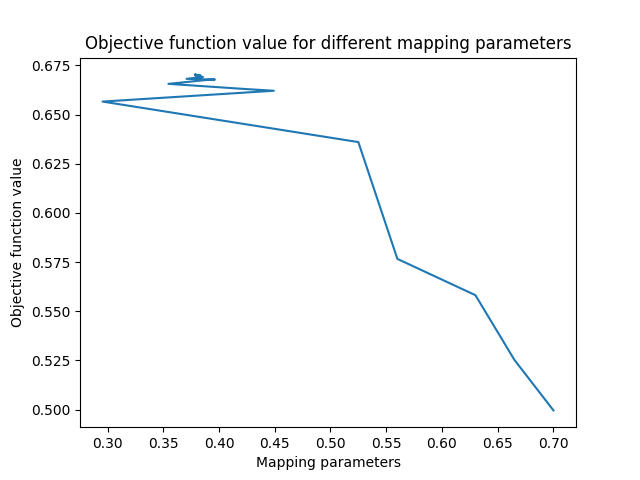 Objective function value for different mapping parameters
0.675
0.650
0.625
0.600
0.575
0.550
0.525
0.500
Objective function value
0.30 0.35 0.40 0.45 0.50 0.55 0.60 0.65 0.70
Mapping parameters